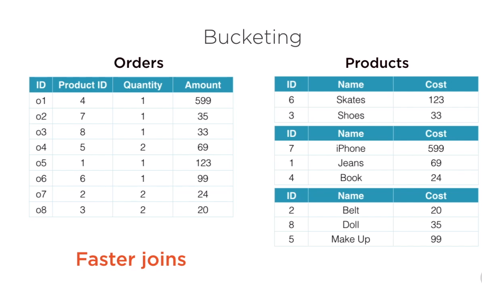 Bucketing
Orders
ID Product ID Quantity Amount
o1 4 1 599
o2 7 1 35
o3 8 1 33
o4 5 2 69
o5 1 1 123
o6 6 1 99
o7 2 2 24
o8 3 2 20
Faster joins
Products
ID Name Cost
6 Skates 123
3 Shoes 33
ID Name Cost
7 iPhone 599
1 Jeans 69
4 Book 24
ID Name Cost
2 Belt 20
8 Doll 35
5 Make Up 99